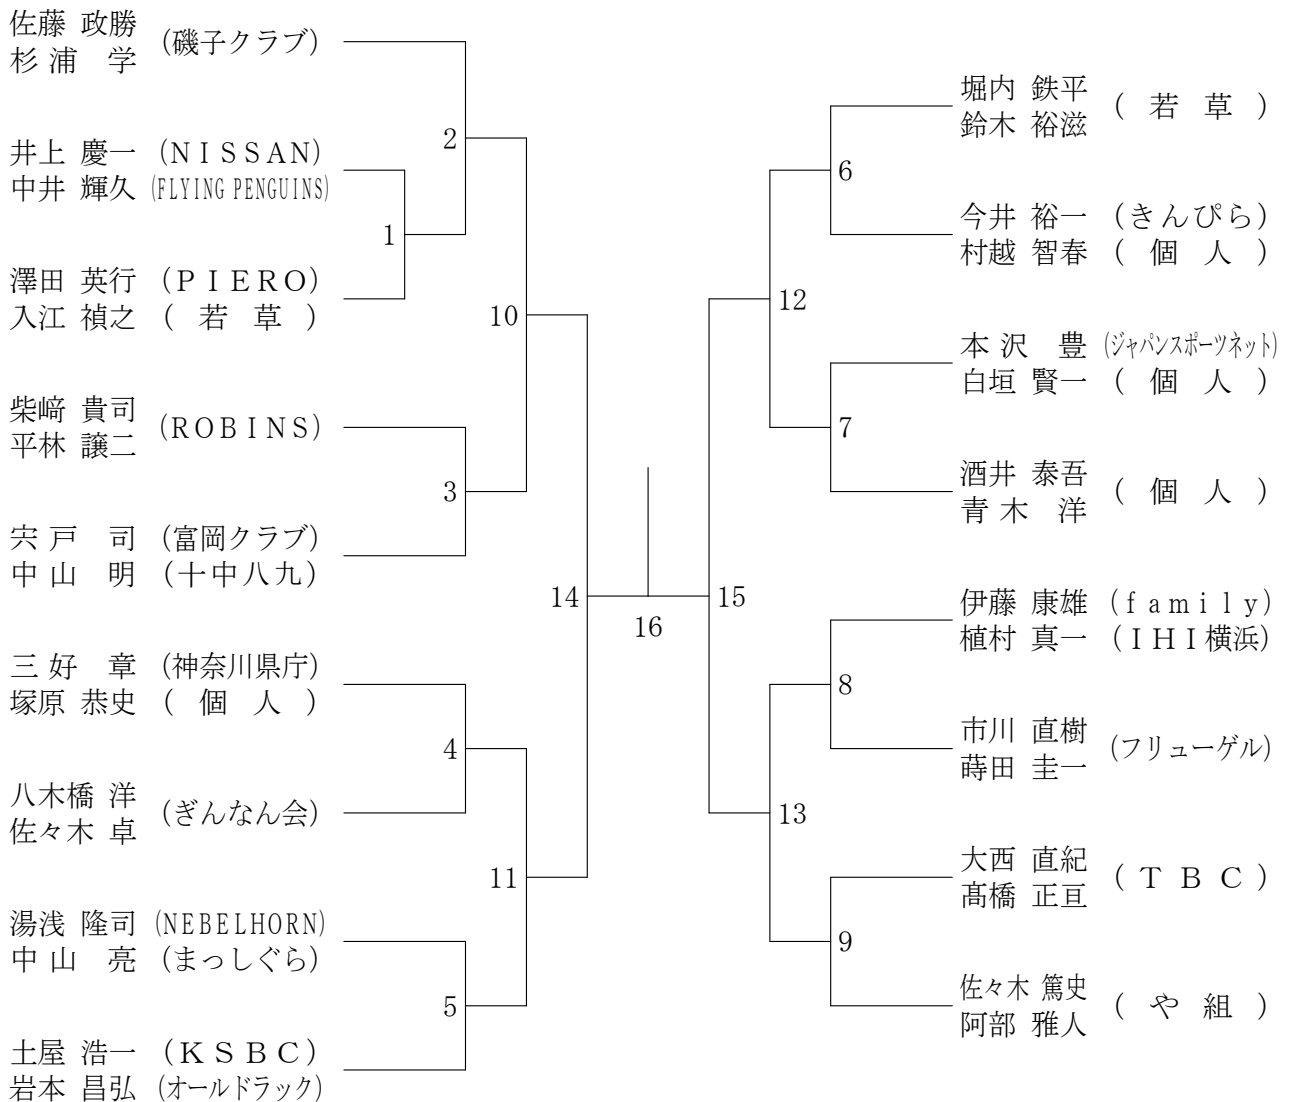 佐藤 政勝 (磯子クラブ)
杉浦 学
井上 慶一 (NISSAN)
中井 輝久 (FLYING PENGUINS)
澤田 英行 (PIERO)
入江 禎之 (若草)
柴﨑 貴司 (ROBINS)
平林 譲二
宍戸 司 (富岡クラブ)
中山 明 (十中八九)
三好 章 (神奈川県庁)
塚原 恭史 (個人)
八木橋 洋 (ぎんなん会)
佐々木 卓
湯浅 隆司 (NEBELHORN)
中山 亮 (まっしぐら)
土屋 浩一 (KSBC)
岩本 昌弘 (オールドラック)
2
1
10
3
14
4
11
5
16
15
12
6
7
13
8
9
堀内 鉄平 (若草)
鈴木 裕滋
今井 裕一 (きんぴら)
村越 智春 (個人)
本沢 豊 (ジャパンスポーツネット)
白垣 賢一 (個人)
酒井 泰吾 (個人)
青木 洋
伊藤 康雄 (family)
植村 真一 (IHI横浜)
市川 直樹 (フリューゲル)
蒔田 圭一
大西 直紀 (TBC)
髙橋 正亘
佐々木 篤史 (や組)
阿部 雅人